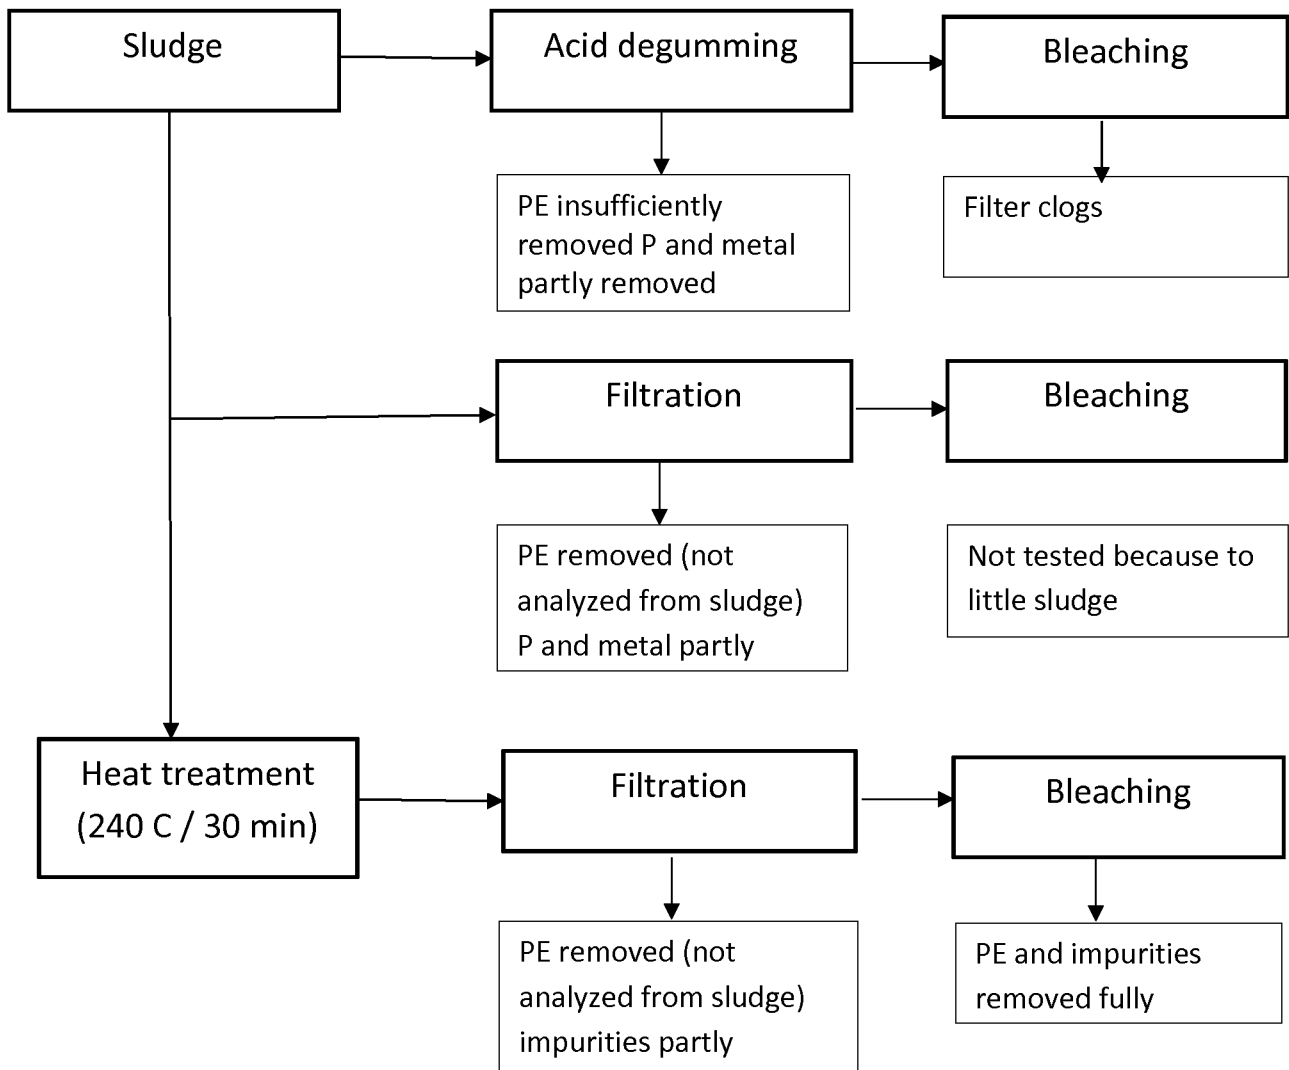 Sludge
Acid degumming
Bleaching
PE insufficiently
removed P and metal
partly removed
Filter clogs
Filtration
Bleaching
PE removed (not
analyzed from sludge)
P and metal partly
Not tested because to
little sludge
Heat treatment
(240 C / 30 min)
Filtration
Bleaching
PE removed (not
analyzed from sludge)
impurities partly
PE and impurities
removed fully